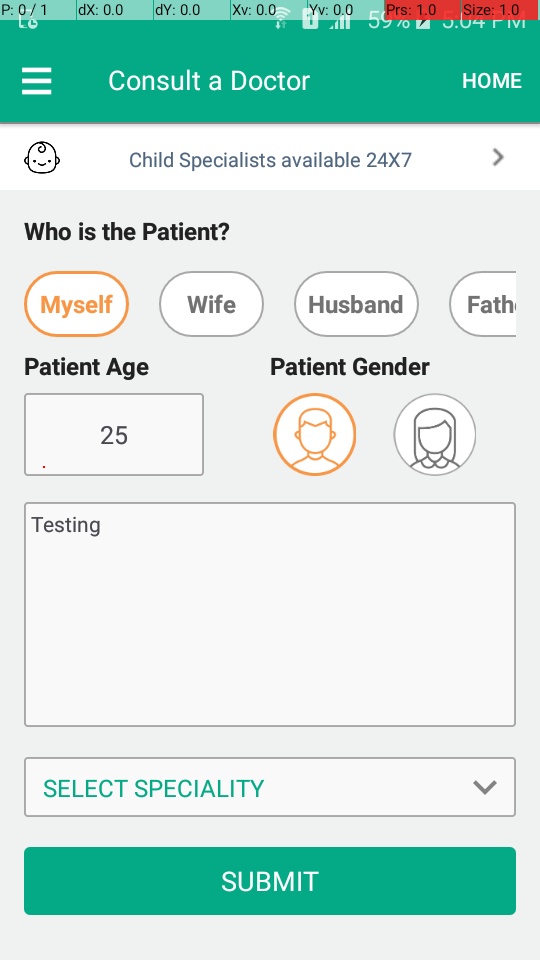 P: 0 / 1 dX: 0.0 dY: 0.0 Xv: 0.0 Yv: 0.0 Prs: 1.0 Size: 1.0
59% 5:04 PM
Consult a Doctor HOME
Child Specialists available 24X7
Who is the Patient?
Myself Wife Husband Fath
Patient Age Patient Gender
25
Testing
SELECT SPECIALITY
SUBMIT